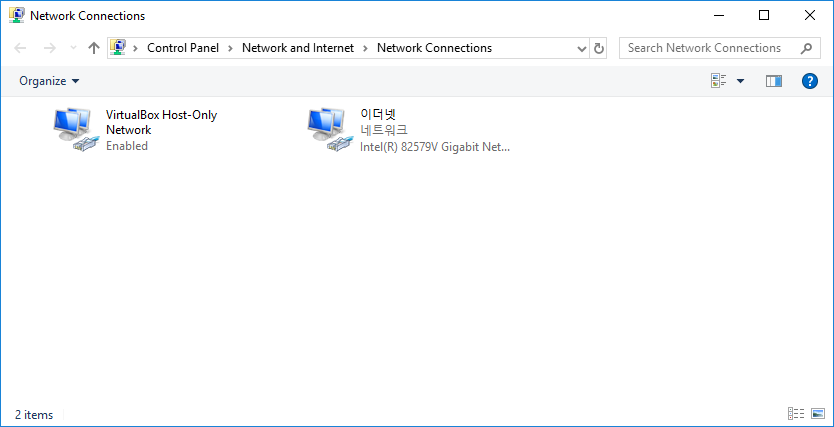 Network Connections
Control Panel > Network and Internet > Network Connections
Search Network Connections
Organize
VirtualBox Host-Only
Network
Enabled
이더넷
네트워크
Intel(R) 82579V Gigabit Net...
2 items